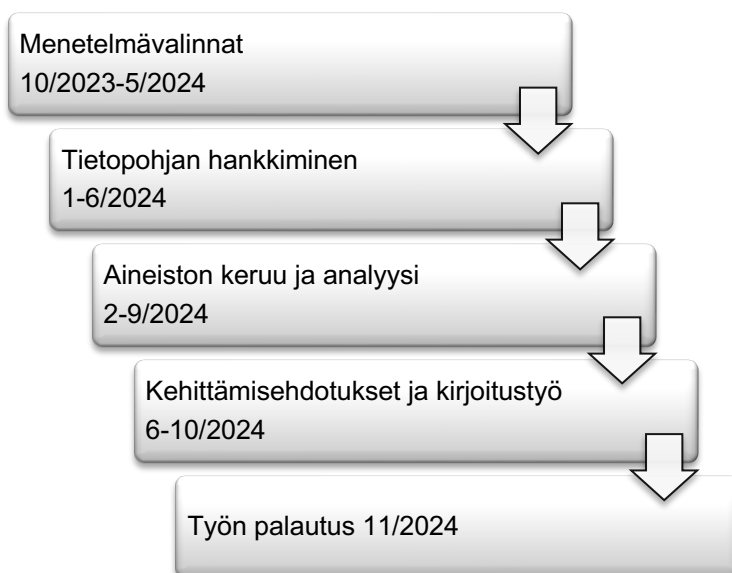 Menetelmävalinnat
10/2023-5/2024
Tietopohjan hankkiminen
1-6/2024
Aineiston keruu ja analyysi
2-9/2024
Kehittämisehdotukset ja kirjoitustyö
6-10/2024
Työn palautus 11/2024